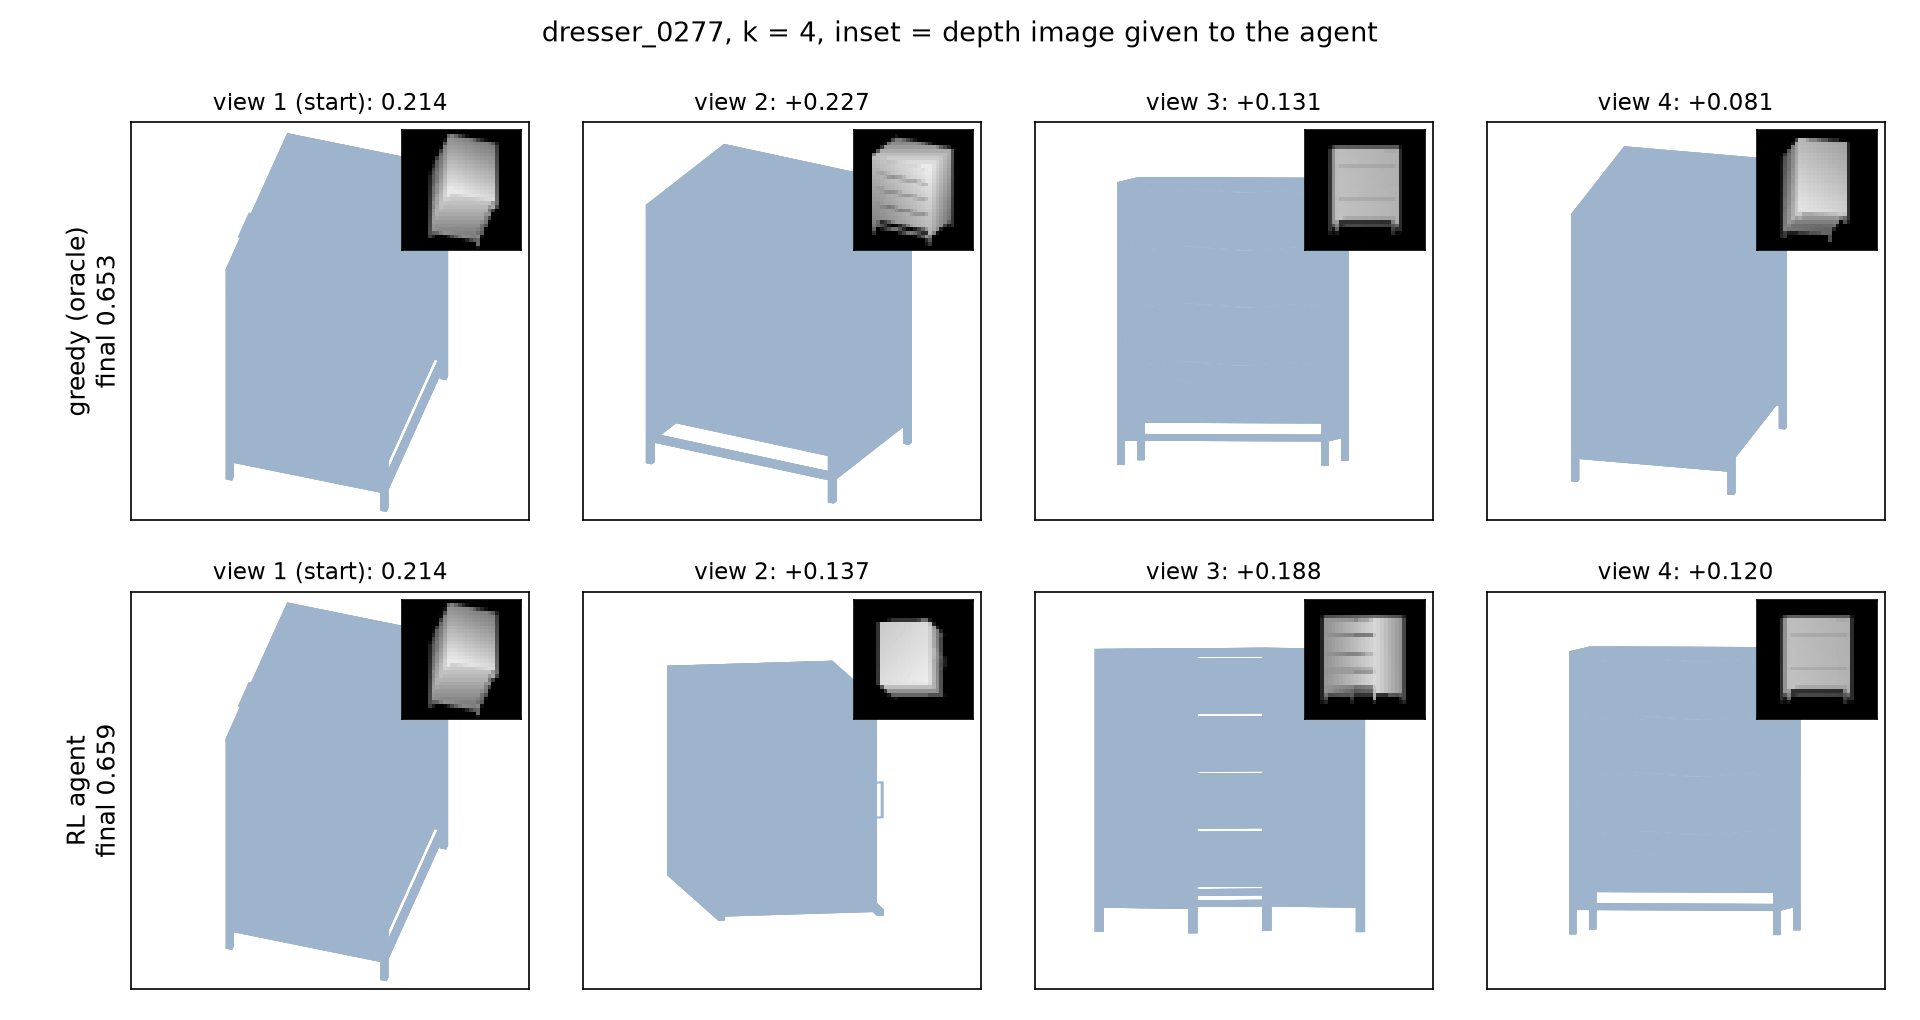 dresser_0277, k = 4, inset = depth image given to the agent
view 1 (start): 0.214
view 2: +0.227
view 3: +0.131
view 4: +0.081
greedy (oracle)
final 0.653
view 1 (start): 0.214
view 2: +0.137
view 3: +0.188
view 4: +0.120
RL agent
final 0.659